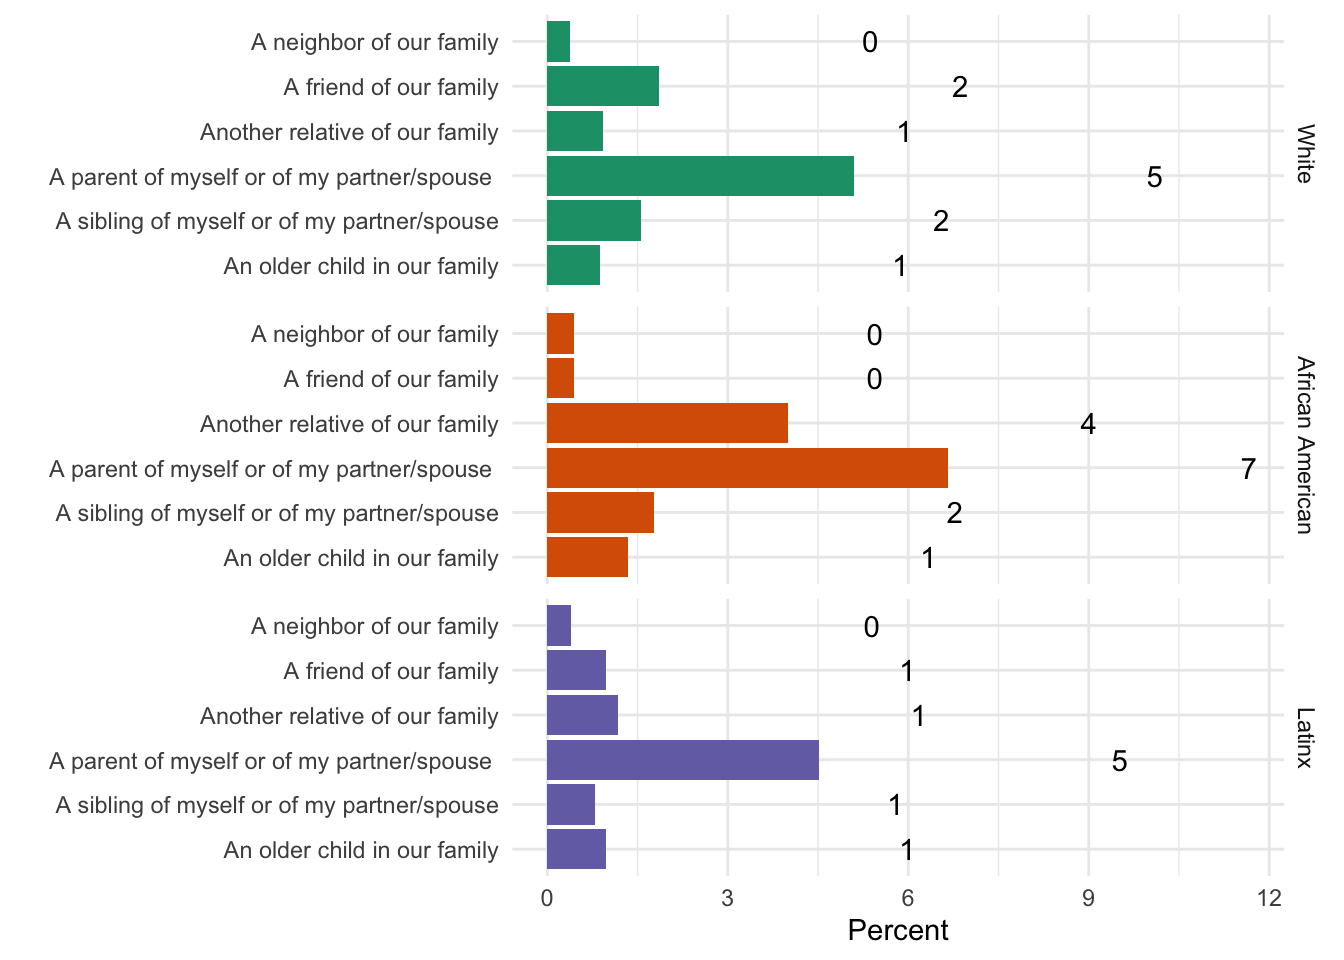 A neighbor of our family 0
A friend of our family 2
Another relative of our family 1
A parent of myself or of my partner/spouse 5
A sibling of myself or of my partner/spouse 2
An older child in our family 1
White
A neighbor of our family 0
A friend of our family 0
Another relative of our family 4
A parent of myself or of my partner/spouse 7
A sibling of myself or of my partner/spouse 2
An older child in our family 1
African American
A neighbor of our family 0
A friend of our family 1
Another relative of our family 1
A parent of myself or of my partner/spouse 5
A sibling of myself or of my partner/spouse 1
An older child in our family 1
Latinx
0 3 6 9 12
Percent